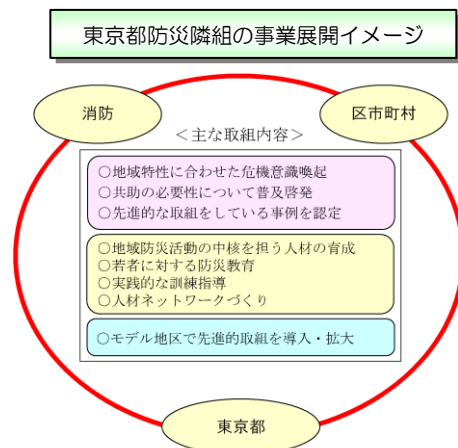 東京都防災隣組の事業展開イメージ
消防
区市町村
＜主な取組内容＞
○地域特性に合わせた危機意識喚起
○共助の必要性について普及啓発
○先進的な取組をしている事例を認定
○地域防災活動の中核を担う人材の育成
○若者に対する防災教育
○実践的な訓練指導
○人材ネットワークづくり
○モデル地区で先進的取組を導入・拡大
東京都